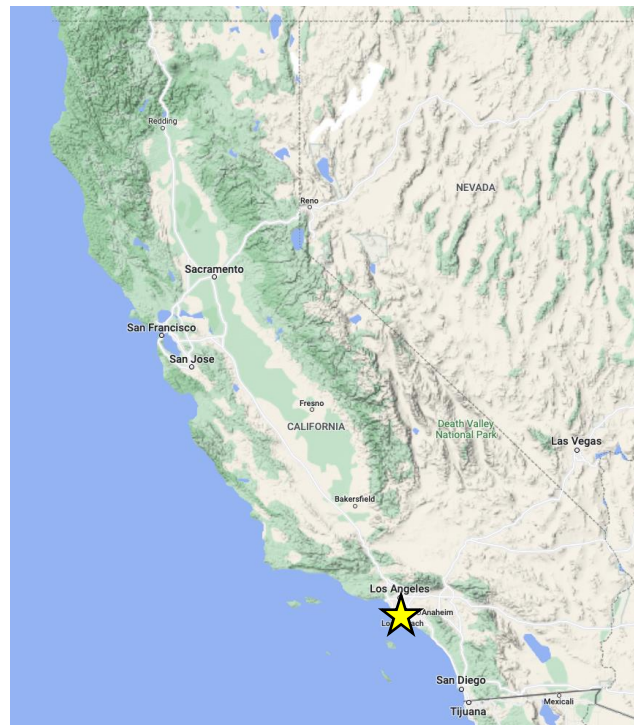 Redding
NEVADA
Reno
Sacramento
San Francisco
San Jose
Fresno
CALIFORNIA
Death Valley
National Park
Las Vegas
Bakersfield
Los Angeles
Anaheim
San Diego
Mexicali
Tijuana